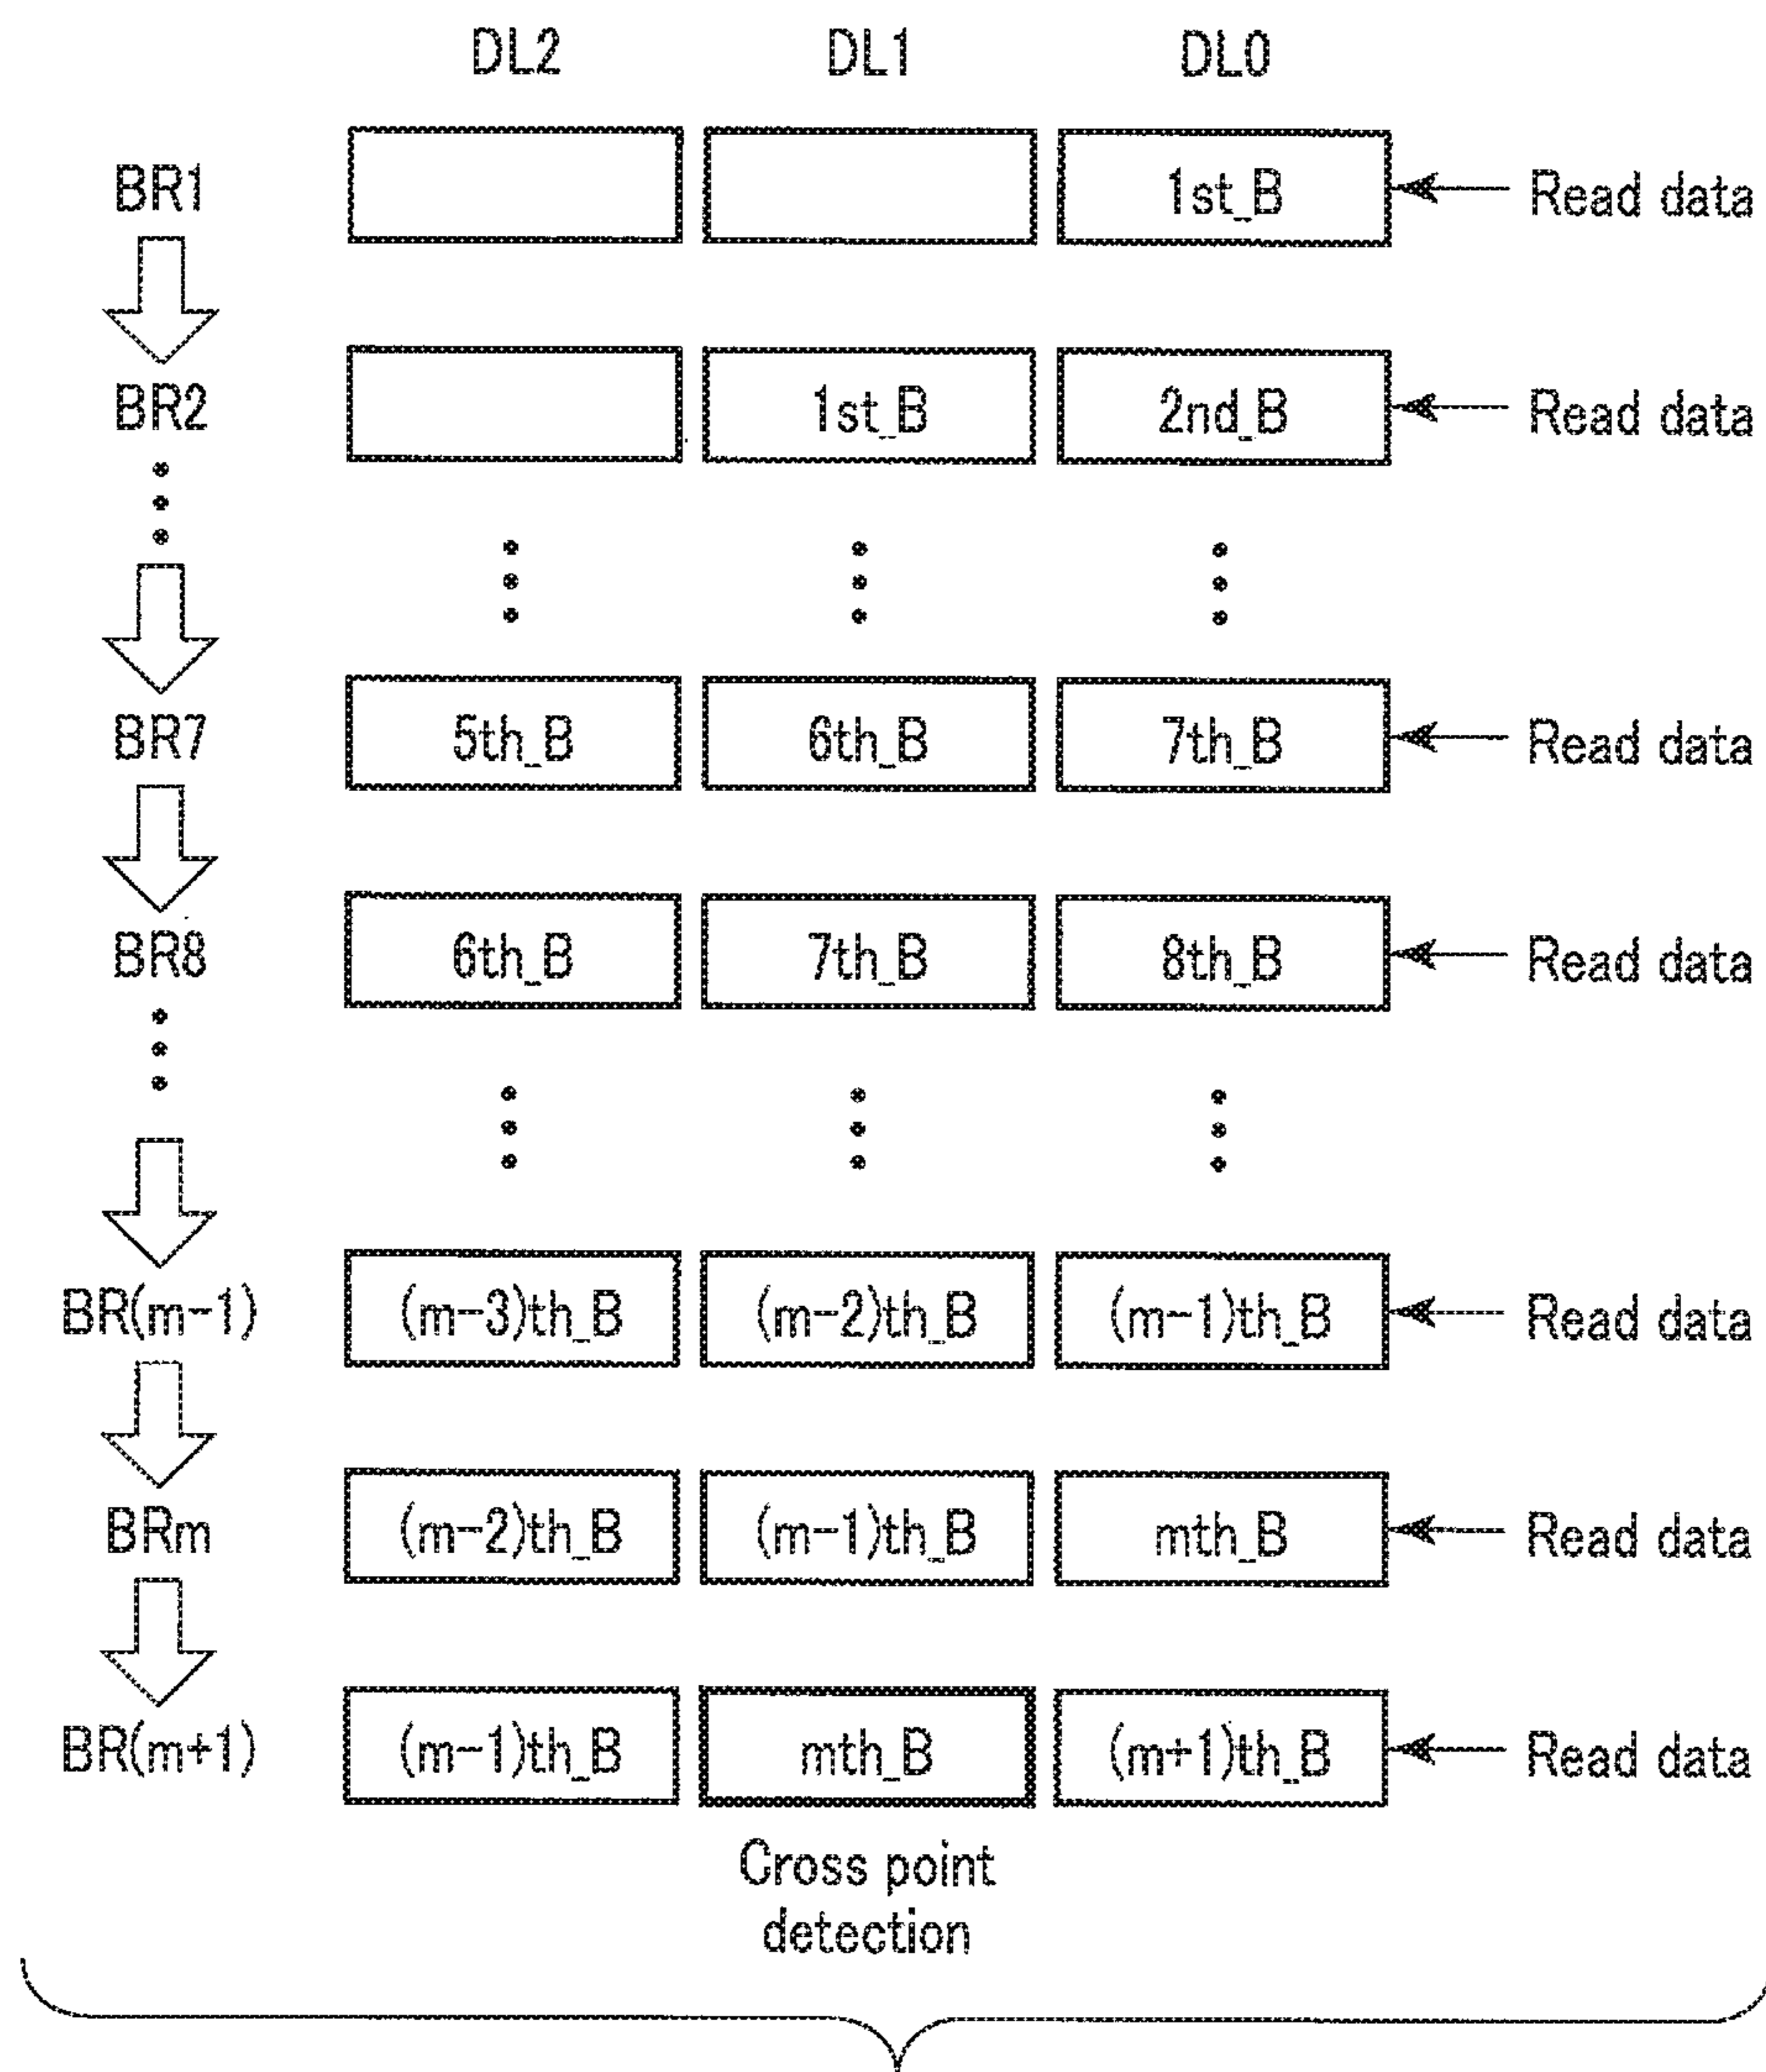 DL2 DL1 DL0
BR1 1st_B Read data
BR2 1st_B 2nd_B Read data
BR7 5th_B 6th_B 7th_B Read data
BR8 6th_B 7th_B 8th_B Read data
BR(m-1) (m-3)th_B (m-2)th_B (m-1)th_B Read data
BRm (m-2)th_B (m-1)th_B mth_B Read data
BR(m+1) (m-1)th_B mth_B (m+1)th_B Read data
Cross point
detection